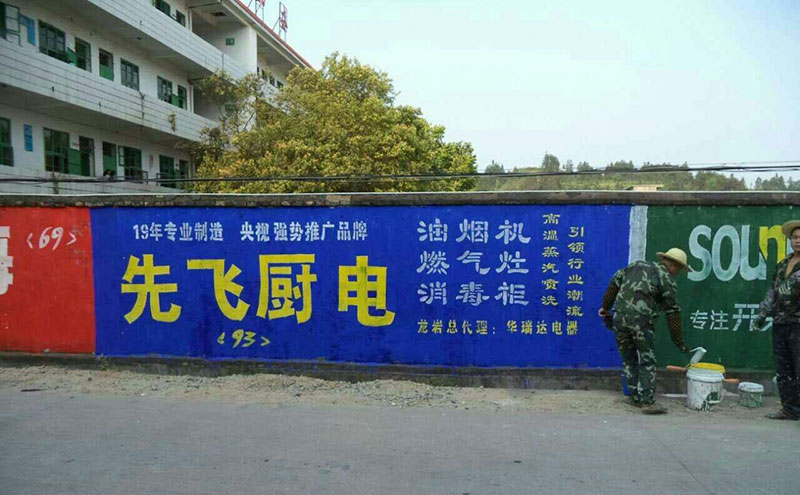 <69>
19年专业制造 央视强势推广品牌
先飞厨电
<93>
油烟机
燃气灶
消毒柜
高温蒸汽喷洗
引领行业潮流
龙岩总代理：华瑞达电器
soun
专注开